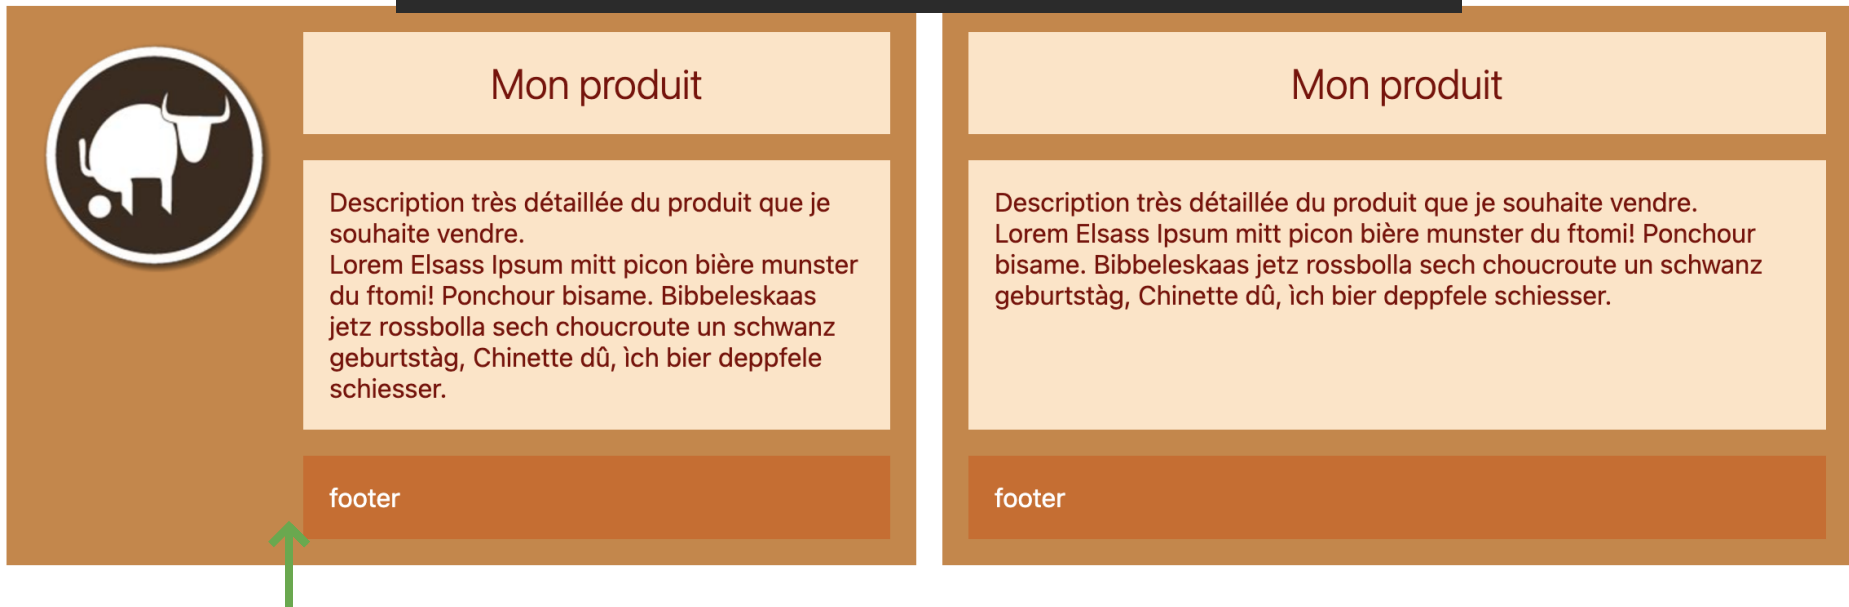 Mon produit
Description très détaillée du produit que je
souhaite vendre.
Lorem Elsass Ipsum mitt picon bière munster
du ftomi! Ponchour bisame. Bibbeleskaas
jetz rossbolla sech choucroute un schwanz
geburtstàg, Chinette dû, ìch bier deppfele
schiesser.
footer
Mon produit
Description très détaillée du produit que je souhaite vendre.
Lorem Elsass Ipsum mitt picon bière munster du ftomi! Ponchour
bisame. Bibbeleskaas jetz rossbolla sech choucroute un schwanz
geburtstàg, Chinette dû, ìch bier deppfele schiesser.
footer